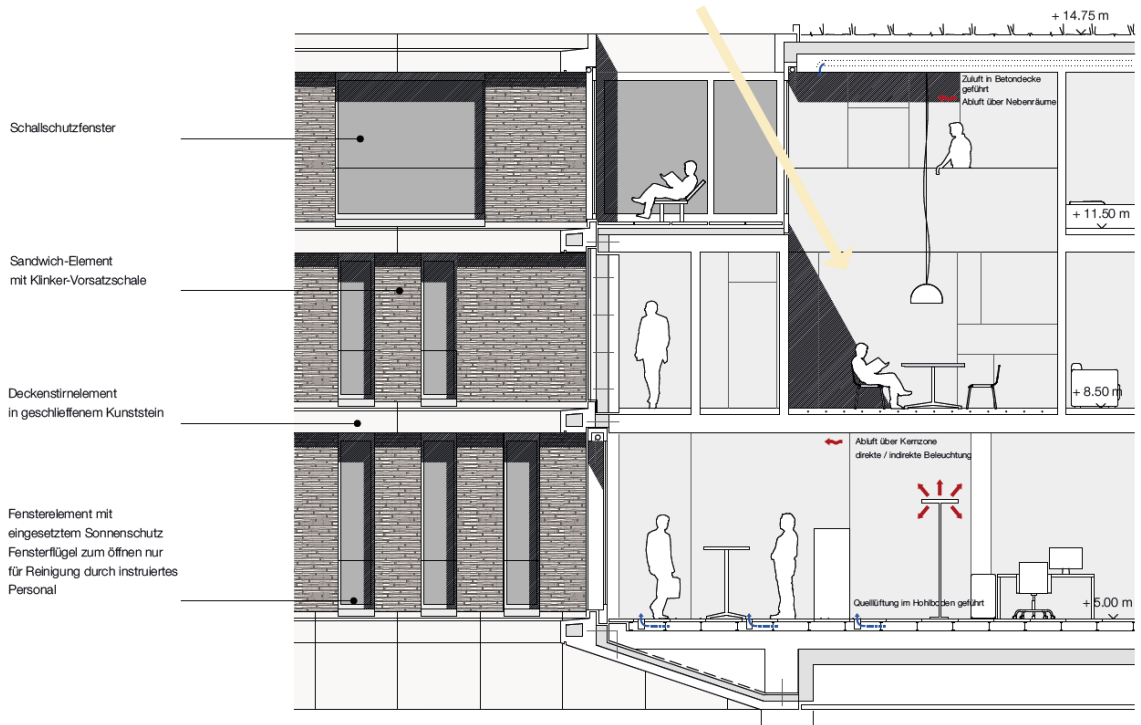 + 14.75 m
Zuluft in Betondecke
geführt
Abluft über Nebenräume
Schallschutzfenster
+ 11.50 m
Sandwich-Element
mit Klinker-Vorsatzschale
Deckenstirnelement
in geschlieffenem Kunststein
+ 8.50 m
Abluft über Kernzone
direkte / indirekte Beleuchtung
Fensterelement mit
eingesetztem Sonnenschutz
Fensterflügel zum öffnen nur
für Reinigung durch instruiertes
Personal
Quellüftung im Hohlboden geführt
+ 5.00 m